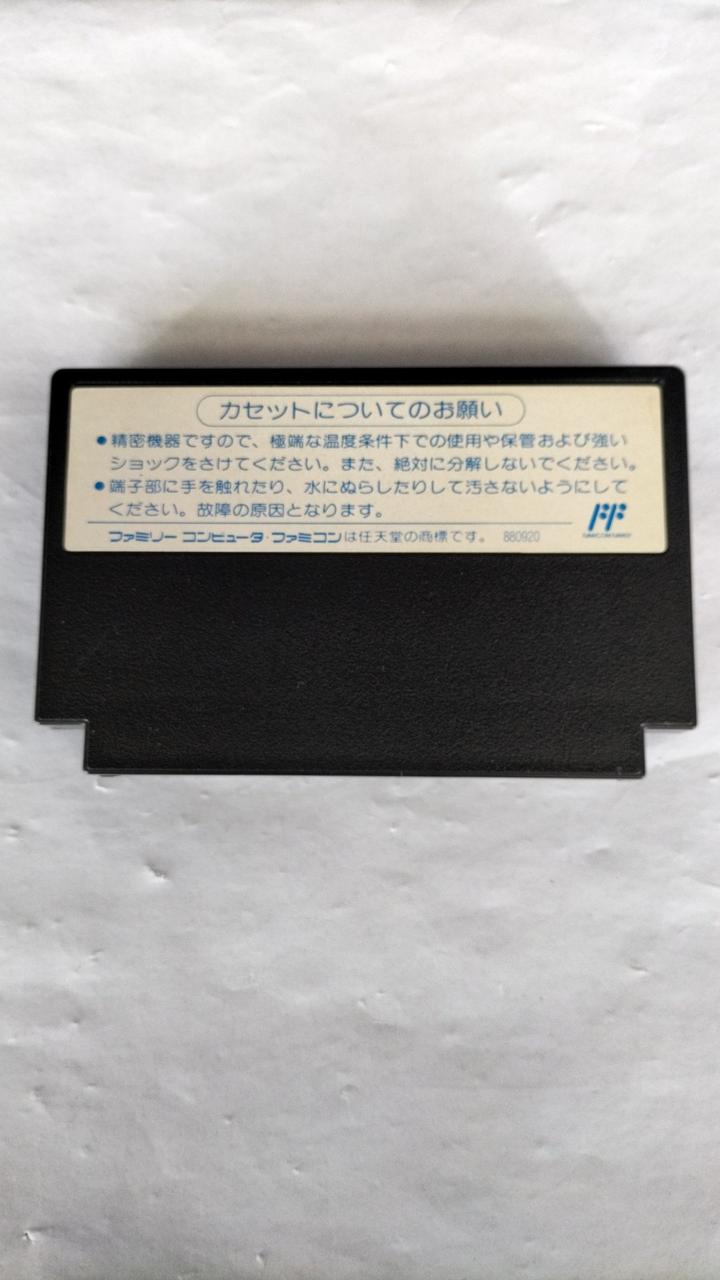 カセットについてのお願い
●精密機器ですので、極端な温度条件下での使用や保管および強い
ショックをさけてください。また、絶対に分解しないでください。
●端子部に手を触れたり、水にぬらしたりして汚さないようにして
ください。故障の原因となります。
ファミリー コンピュータ・ファミコンは任天堂の商標です。 880920